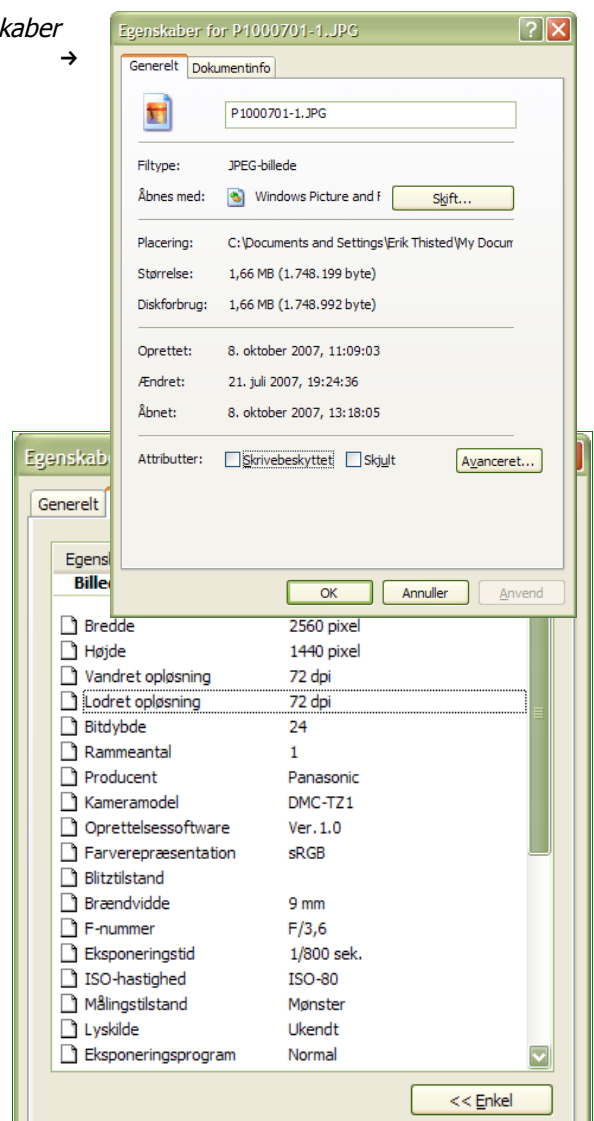 kaber
→
Egenskaber for P1000701-1.JPG
Generelt Dokumentinfo
P1000701-1.JPG
Filtype: JPEG-billede
Åbnes med: Windows Picture and F Skift...
Placering: C:\Documents and Settings\Erik Thisted\My Docum
Størrelse: 1,66 MB (1.748.199 byte)
Diskforbrug: 1,66 MB (1.748.992 byte)
Oprettet: 8. oktober 2007, 11:09:03
Ændret: 21. juli 2007, 19:24:36
Åbnet: 8. oktober 2007, 13:18:05
Attributter: Skrivebeskyttet Skjult Avanceret...
OK Annuller Anvend
Egenskab
Generelt
Egensk
Billed
Bredde 2560 pixel
Højde 1440 pixel
Vandret opløsning 72 dpi
Lodret opløsning 72 dpi
Bitdybde 24
Rammeantal 1
Producent Panasonic
Kameramodel DMC-TZ1
Oprettelsessoftware Ver.1.0
Farverepræsentation sRGB
Blitztilstand
Brændvidde 9 mm
F-nummer F/3,6
Eksponeringstid 1/800 sek.
ISO-hastighed ISO-80
Målingstilstand Mønster
Lyskilde Ukendt
Eksponeringsprogram Normal
<< Enkel